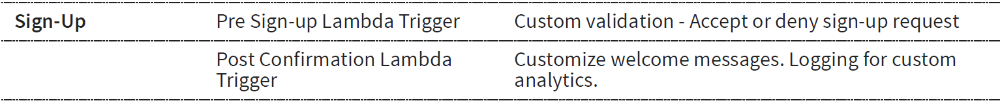 Sign-Up Pre Sign-up Lambda Trigger Custom validation - Accept or deny sign-up request
Post Confirmation Lambda Trigger Customize welcome messages. Logging for custom analytics.